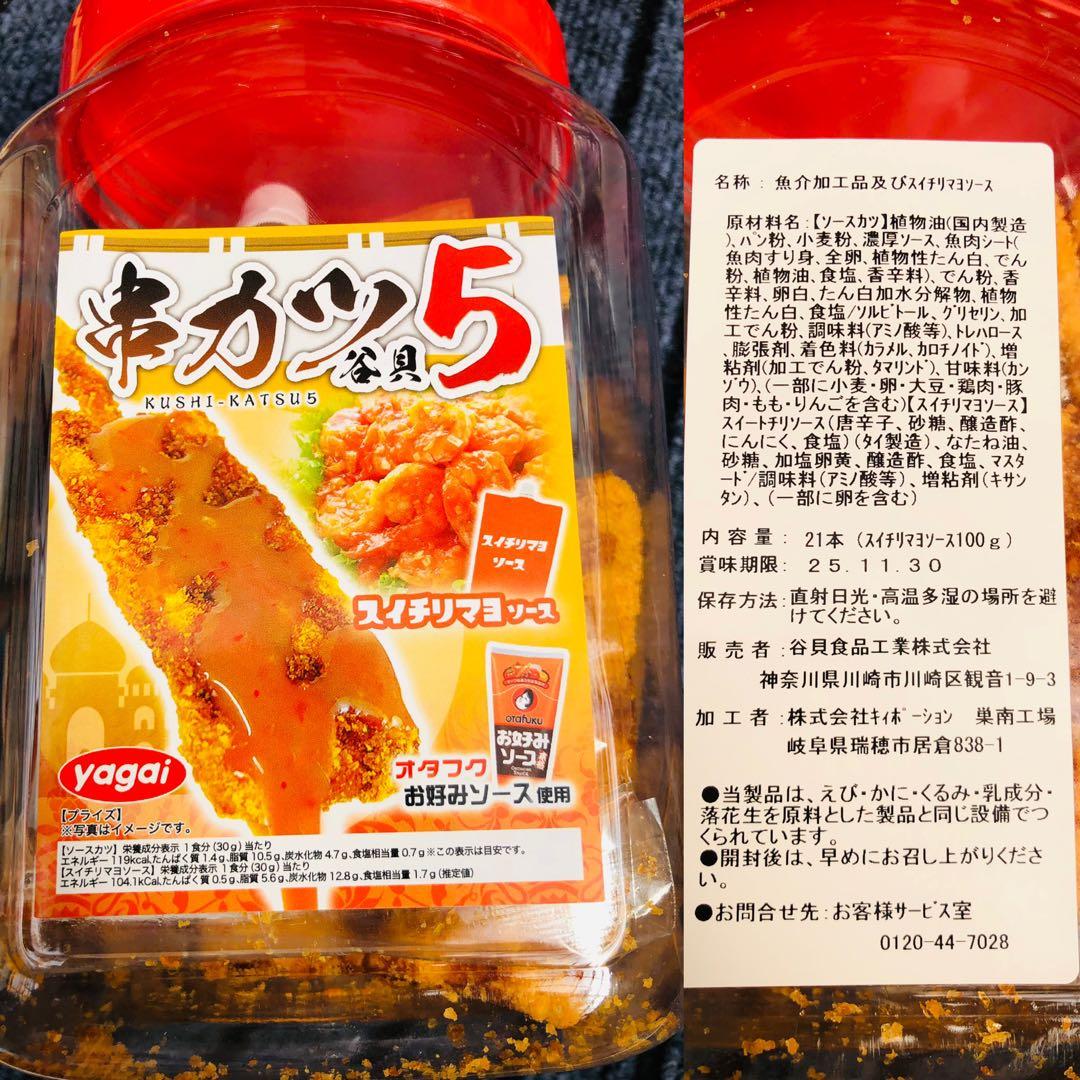 串カツ
谷貝
5
KUSHI-KATSU5
スイチリマヨ
ソース
スイチリマヨソース
otafuku
お好み
ソース
yagai
オタフク
お好みソース使用
【プライズ】
※写真はイメージです。
【ソースカツ】栄養成分表示 1食分(30g)当たり
エネルギー119kcal、たんぱく質1.4g、脂質10.5g、炭水化物4.7g、食塩相当量0.7g※この表示は目安です。
【スイチリマヨソース】栄養成分表示 1食分(30g)当たり
エネルギー104.1kCal、たんぱく質0.5g、脂質5.6g、炭水化物12.8g、食塩相当量1.7g(推定値)
名称:魚介加工品及びスイチリマヨソース
原材料名:【ソースカツ】植物油(国内製造
)、パン粉、小麦粉、濃厚ソース、魚肉シート(
魚肉すり身、全卵、植物性たん白、でん
粉、植物油、食塩、香辛料)、でん粉、香
辛料、卵白、たん白加水分解物、植物
性たん白、食塩/ソルビトール、グリセリン、加
工でん粉、調味料(アミノ酸等)、トレハロース
、膨張剤、着色料(カラメル、カロチノイド)、増
粘剤(加工でん粉、タマリンド)、甘味料(カン
ゾウ)、(一部に小麦・卵・大豆・鶏肉・豚
肉・もも・りんごを含む)【スイチリマヨソース】
スイートチリソース(唐辛子、砂糖、醸造酢、
にんにく、食塩)(タイ製造)、なたね油、
砂糖、加塩卵黄、醸造酢、食塩、マスタ
ード/調味料(アミノ酸等)、増粘剤(キサン
タン)、(一部に卵を含む)
内容量: 21本(スイチリマヨソース100g)
賞味期限: 25.11.30
保存方法:直射日光・高温多湿の場所を避
けてください。
販売者:谷貝食品工業株式会社
神奈川県川崎市川崎区観音1-9-3
加工者:株式会社キィポーション 巣南工場
岐阜県瑞穂市居倉838-1
●当製品は、えび・かに・くるみ・乳成分・
落花生を原料とした製品と同じ設備でつ
くられています。
●開封後は、早めにお召し上がりくださ
い。
●お問合せ先:お客様サービス室
0120-44-7028